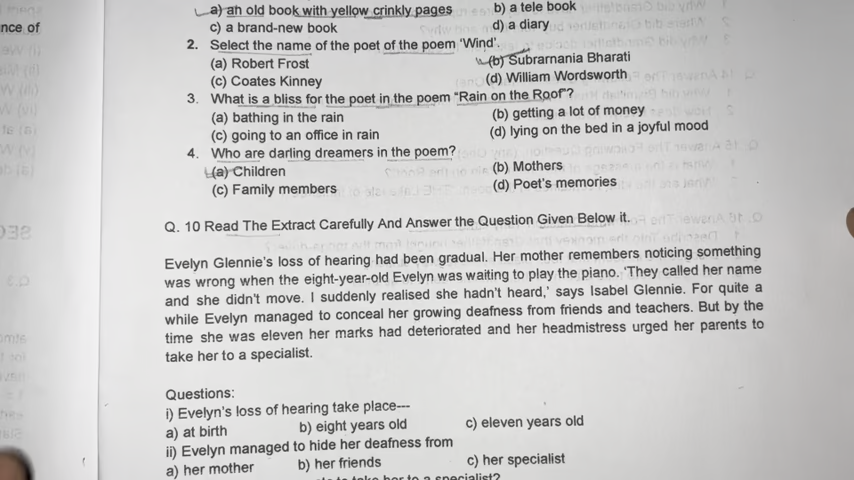 nce of
a) an old book with yellow crinkly pages b) a tele book
c) a brand-new book d) a diary
2. Select the name of the poet of the poem 'Wind'.
(a) Robert Frost (b) Subrarnania Bharati
(c) Coates Kinney (d) William Wordsworth
3. What is a bliss for the poet in the poem "Rain on the Roof"?
(a) bathing in the rain (b) getting a lot of money
(c) going to an office in rain (d) lying on the bed in a joyful mood
4. Who are darling dreamers in the poem?
(a) Children (b) Mothers
(c) Family members (d) Poet's memories
Q. 10 Read The Extract Carefully And Answer the Question Given Below it.
Evelyn Glennie's loss of hearing had been gradual. Her mother remembers noticing something
was wrong when the eight-year-old Evelyn was waiting to play the piano. 'They called her name
and she didn't move. I suddenly realised she hadn't heard,' says Isabel Glennie. For quite a
while Evelyn managed to conceal her growing deafness from friends and teachers. But by the
time she was eleven her marks had deteriorated and her headmistress urged her parents to
take her to a specialist.
Questions:
i) Evelyn's loss of hearing take place---
a) at birth b) eight years old c) eleven years old
ii) Evelyn managed to hide her deafness from
a) her mother b) her friends c) her specialist
to take her to a specialist?